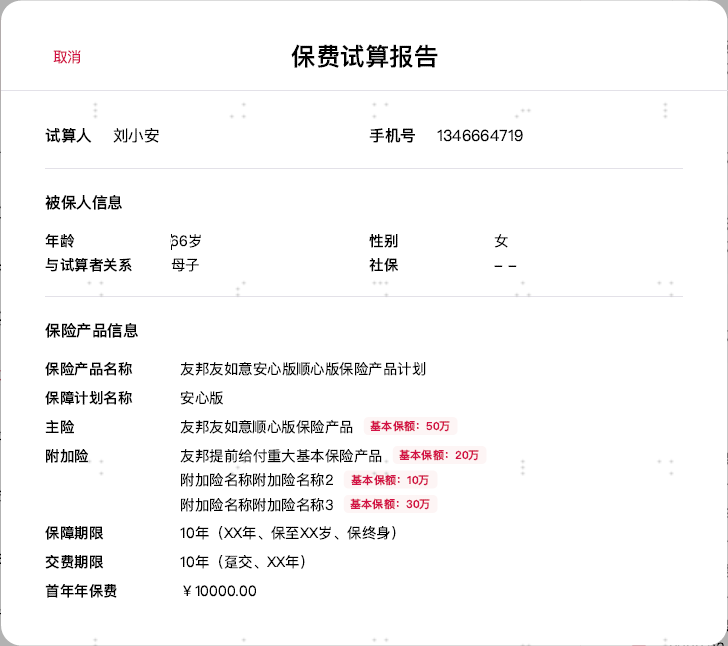 取消
保费试算报告
试算人 刘小安 手机号 1346664719
被保人信息
年龄 66岁 性别 女
与试算者关系 母子 社保 – –
保险产品信息
保险产品名称 友邦友如意安心版顺心版保险产品计划
保障计划名称 安心版
主险 友邦友如意顺心版保险产品 基本保额：50万
附加险 友邦提前给付重大基本保险产品 基本保额：20万
附加险名称附加险名称2 基本保额：10万
附加险名称附加险名称3 基本保额：30万
保障期限 10年（XX年、保至XX岁、保终身）
交费期限 10年（趸交、XX年）
首年年保费 ￥10000.00